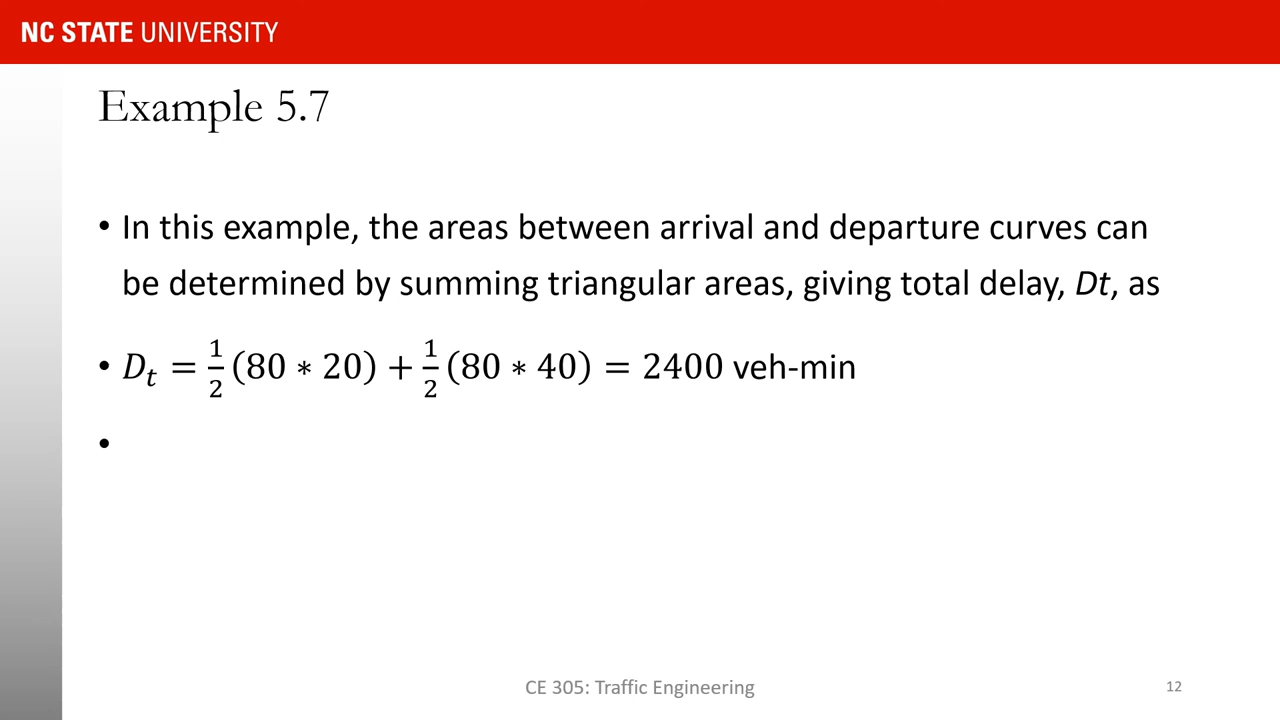 NC STATE UNIVERSITY
Example 5.7
• In this example, the areas between arrival and departure curves can
be determined by summing triangular areas, giving total delay, Dt, as
• D_t = 1/2 (80 ∗ 20) + 1/2 (80 ∗ 40) = 2400 veh-min
•
CE 305: Traffic Engineering
12